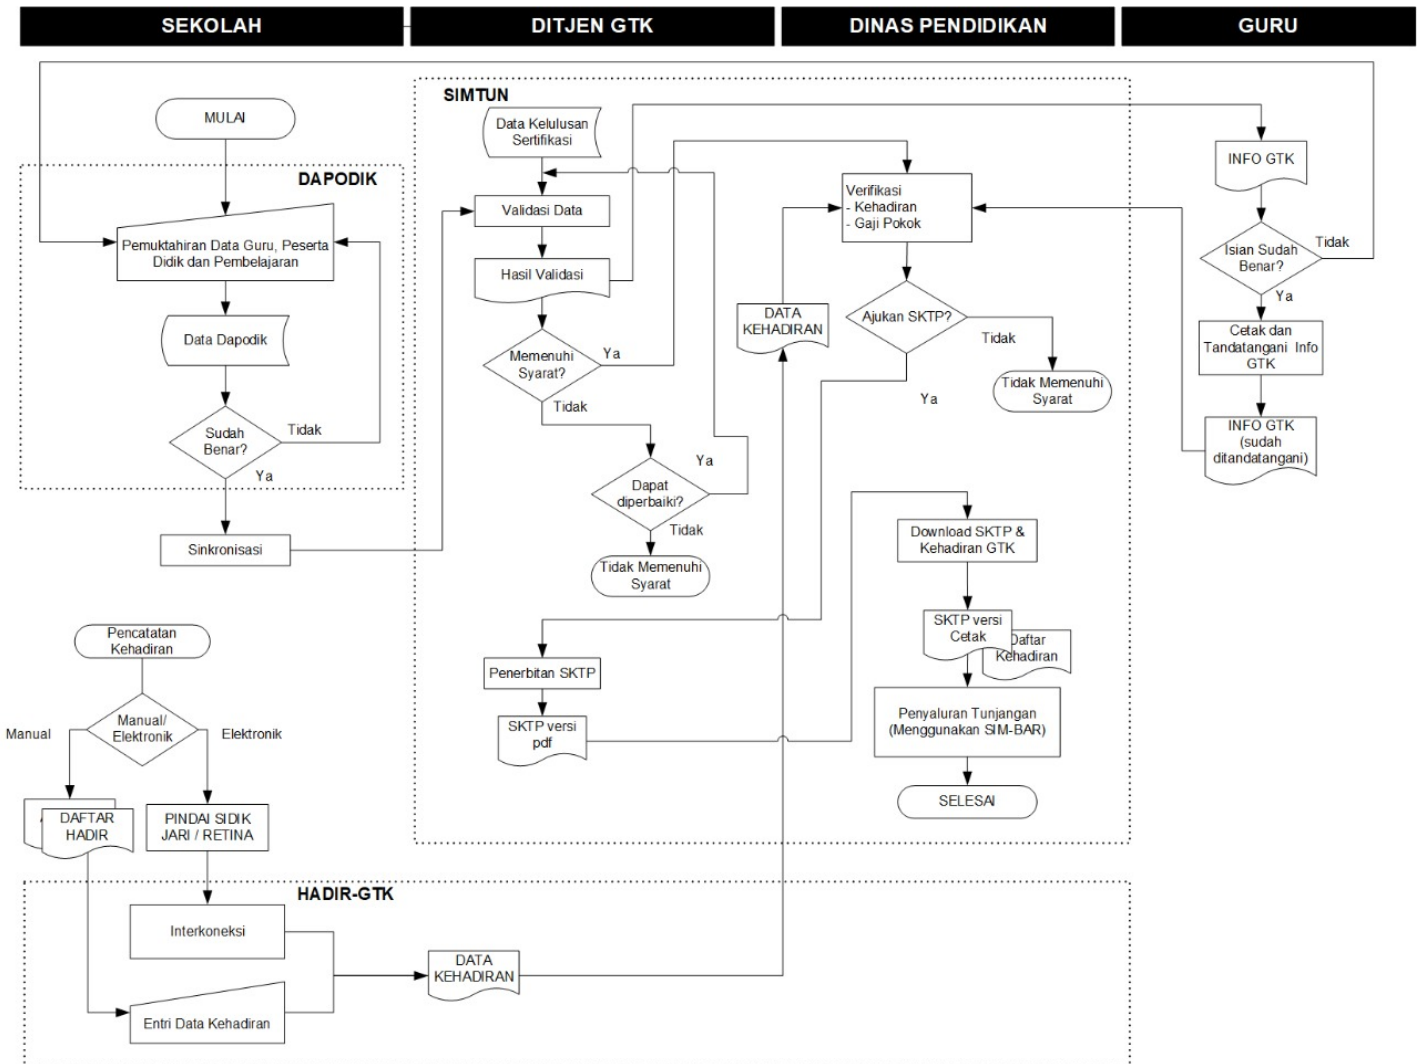 SEKOLAH
DITJEN GTK
DINAS PENDIDIKAN
GURU
MULAI
DAPODIK
Pemuktahiran Data Guru, Peserta
Didik dan Pembelajaran
Data Dapodik
Sudah
Benar?
Tidak
Ya
Sinkronisasi
SIMTUN
Data Kelulusan
Sertifikasi
Validasi Data
Hasil Validasi
Memenuhi
Syarat?
Ya
Tidak
Dapat
diperbaiki?
Ya
Tidak
Tidak Memenuhi
Syarat
Penerbitan SKTP
SKTP versi
pdf
Verifikasi
- Kehadiran
- Gaji Pokok
DATA
KEHADIRAN
Ajukan SKTP?
Tidak
Tidak Memenuhi
Syarat
Ya
Download SKTP &
Kehadiran GTK
SKTP versi
Cetak
Daftar
Kehadiran
Penyaluran Tunjangan
(Menggunakan SIM-BAR)
SELESAI
INFO GTK
Isian Sudah
Benar?
Tidak
Ya
Cetak dan
Tandatangani Info
GTK
INFO GTK
(sudah
ditandatangani)
Pencatatan
Kehadiran
Manual/
Elektronik
Manual
Elektronik
DAFTAR
HADIR
PINDAI SIDIK
JARI / RETINA
HADIR-GTK
Interkoneksi
Entri Data Kehadiran
DATA
KEHADIRAN